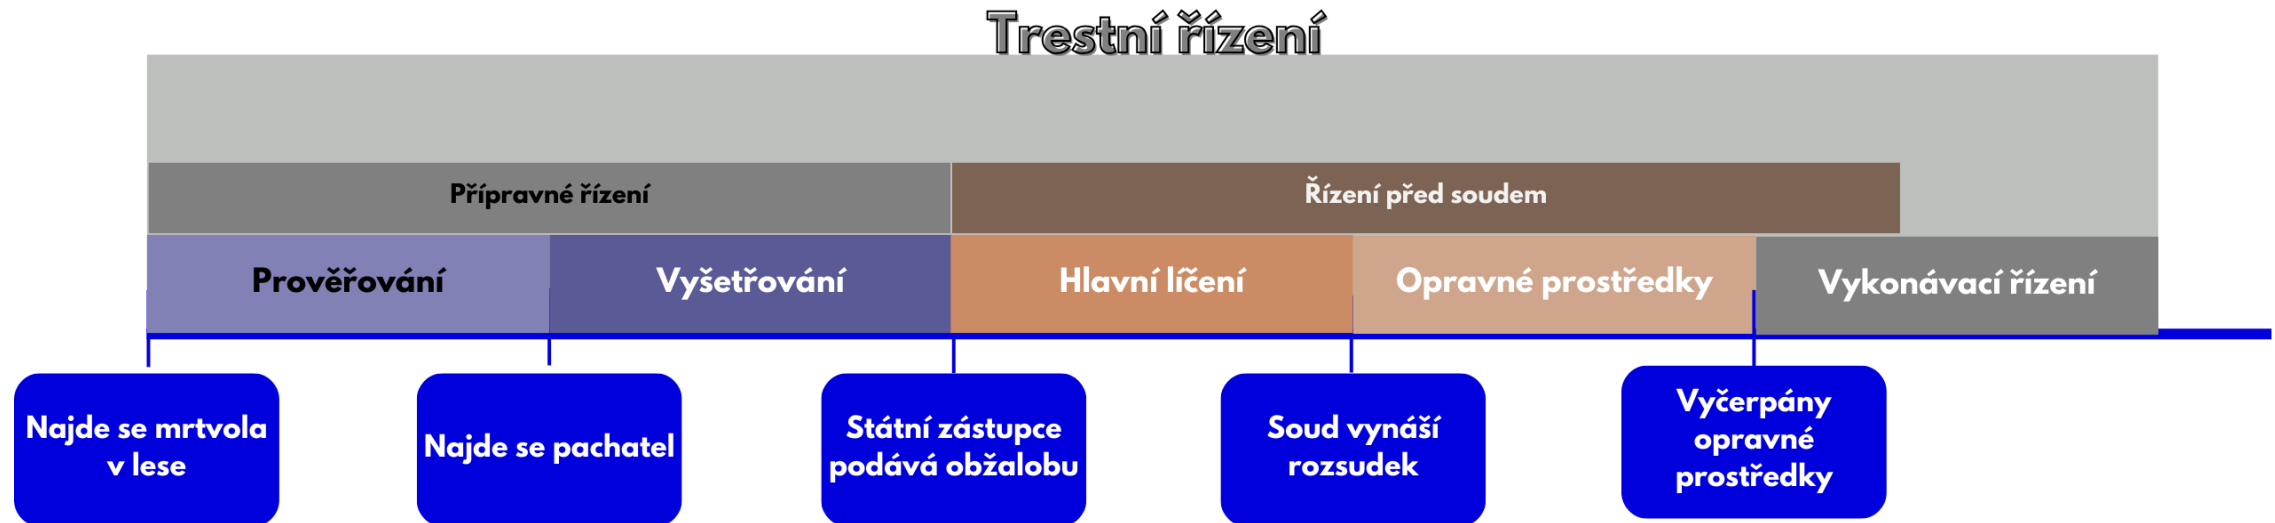 Trestní řízení
Přípravné řízení
Řízení před soudem
Prověřování
Vyšetřování
Hlavní líčení
Opravné prostředky
Vykonávací řízení
Najde se mrtvola
v lese
Najde se pachatel
Státní zástupce
podává obžalobu
Soud vynáší
rozsudek
Vyčerpány
opravné
prostředky